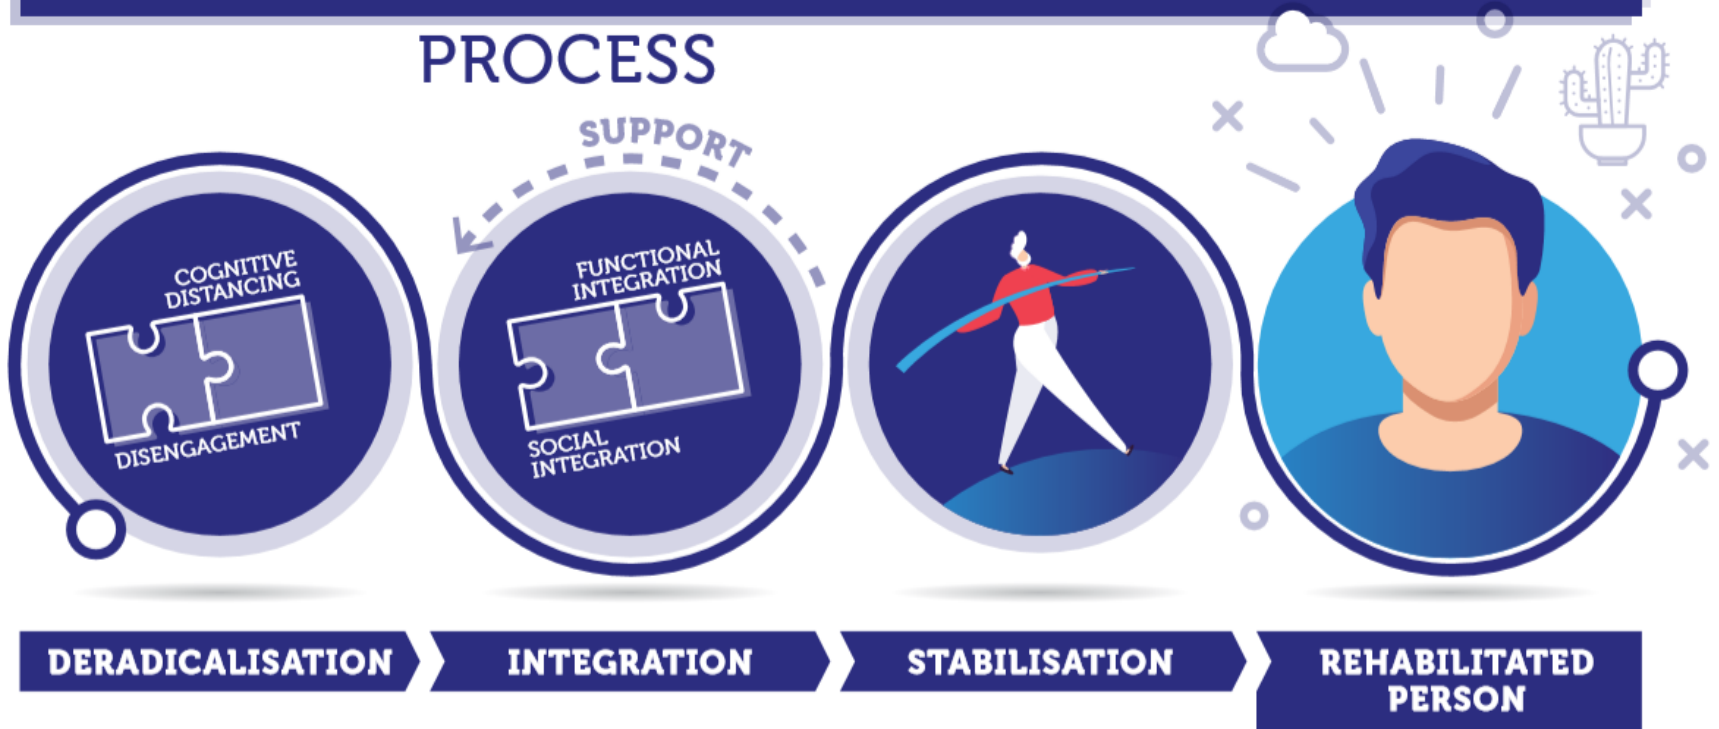 PROCESS
SUPPORT
COGNITIVE
DISTANCING
DISENGAGEMENT
FUNCTIONAL
INTEGRATION
SOCIAL
INTEGRATION
DERADICALISATION
INTEGRATION
STABILISATION
REHABILITATED
PERSON